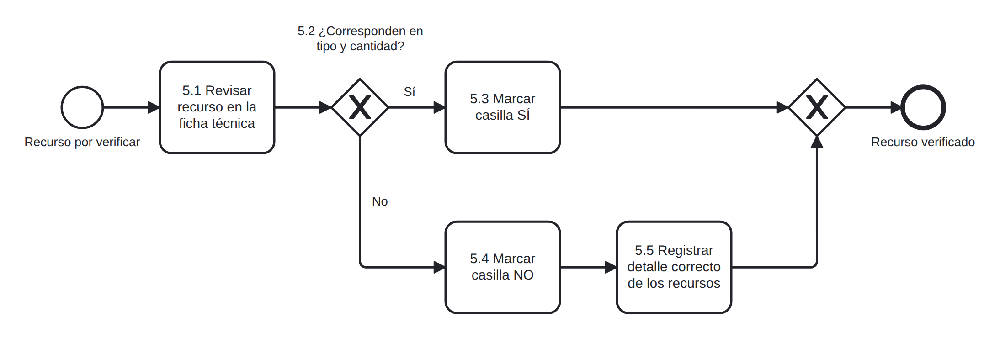 5.2 ¿Corresponden en
tipo y cantidad?
Recurso por verificar
5.1 Revisar
recurso en la
ficha técnica
Sí
5.3 Marcar
casilla SÍ
Recurso verificado
No
5.4 Marcar
casilla NO
5.5 Registrar
detalle correcto
de los recursos